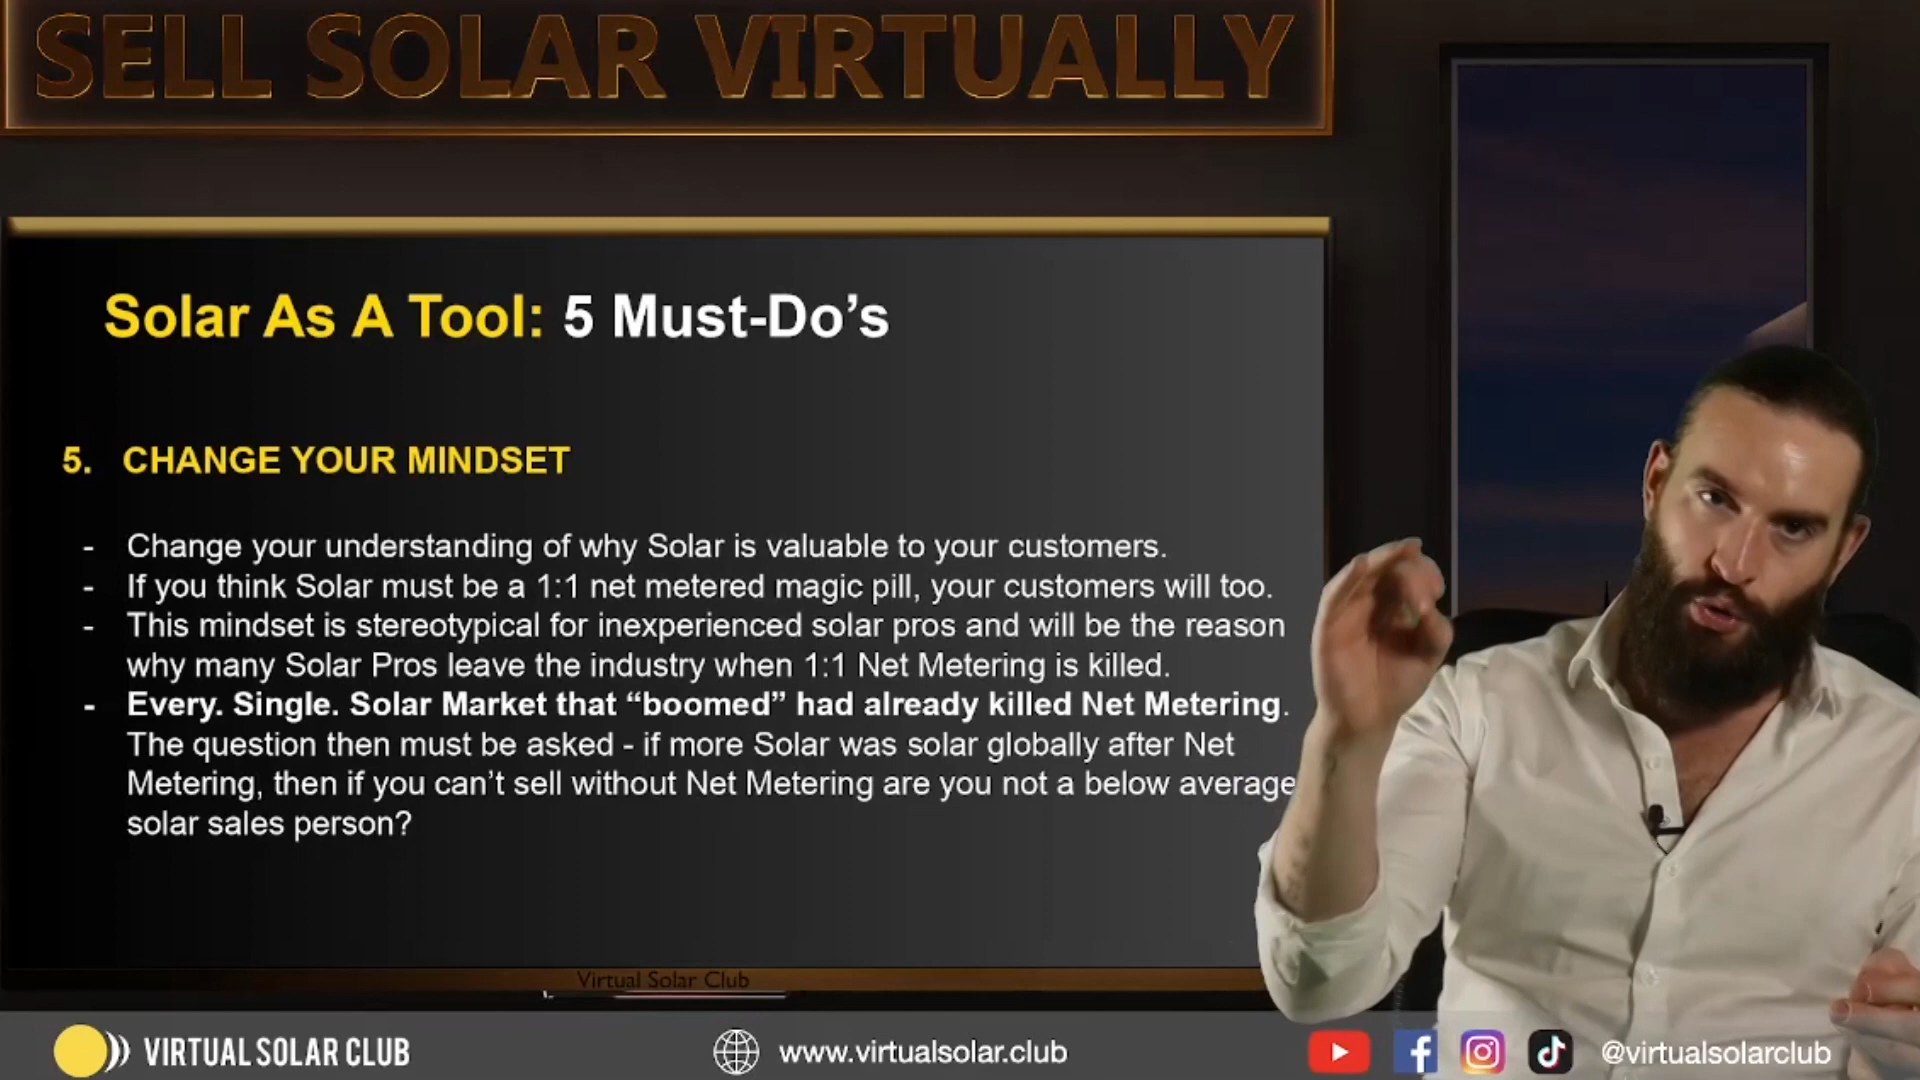 SELL SOLAR VIRTUALLY
Solar As A Tool: 5 Must-Do’s
5. CHANGE YOUR MINDSET
- Change your understanding of why Solar is valuable to your customers.
- If you think Solar must be a 1:1 net metered magic pill, your customers will too.
- This mindset is stereotypical for inexperienced solar pros and will be the reason
why many Solar Pros leave the industry when 1:1 Net Metering is killed.
- Every. Single. Solar Market that “boomed” had already killed Net Metering.
The question then must be asked - if more Solar was solar globally after Net
Metering, then if you can’t sell without Net Metering are you not a below average
solar sales person?
Virtual Solar Club
VIRTUAL SOLAR CLUB
www.virtualsolar.club
@virtualsolarclub